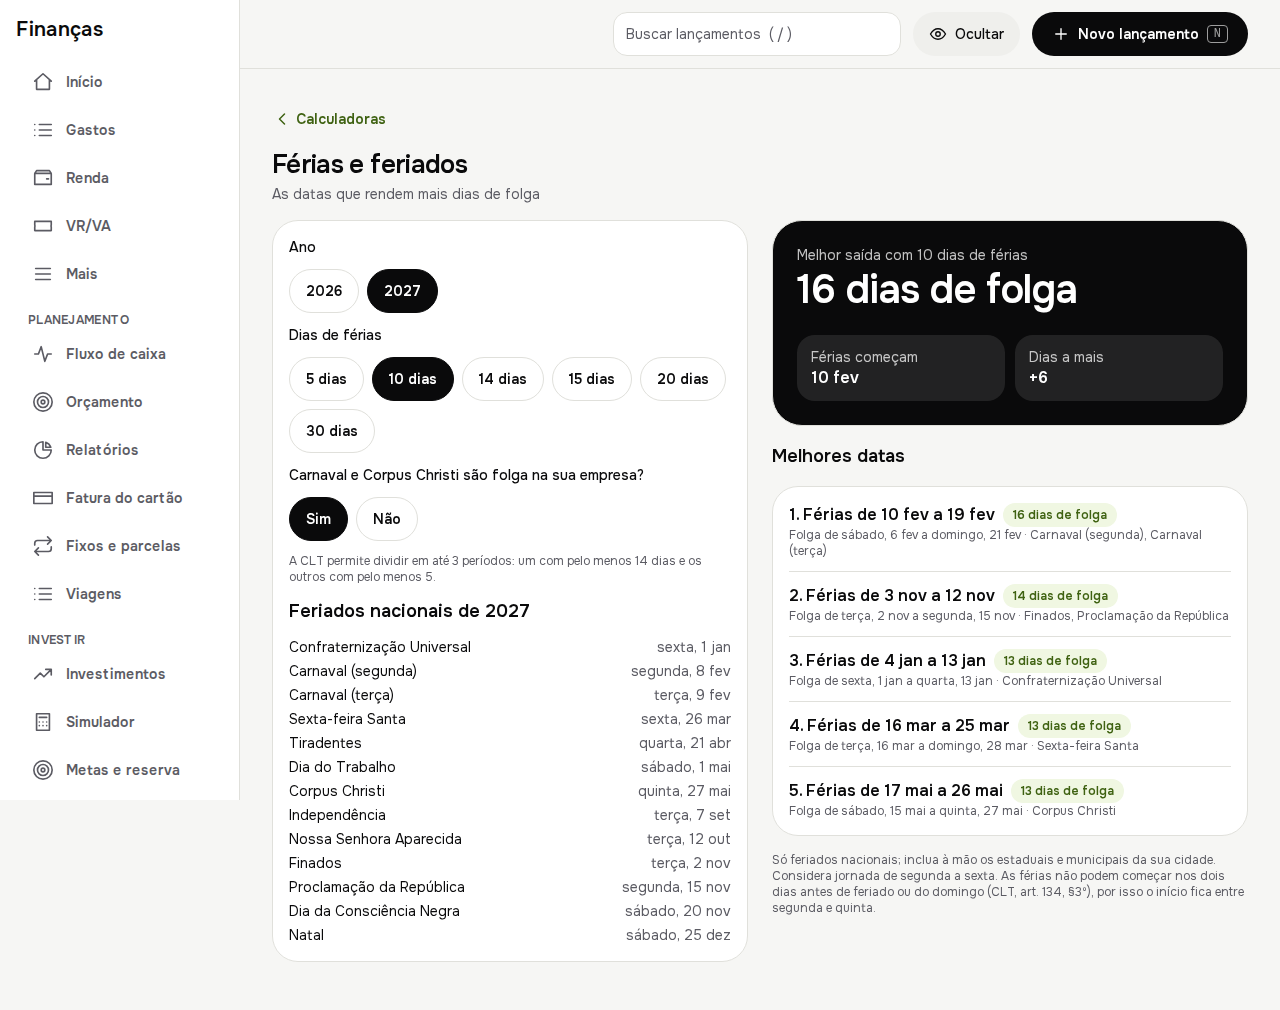 Finanças
Buscar lançamentos ( / )
Ocultar
Novo lançamento N
Início
Gastos
Renda
VR/VA
Mais
PLANEJAMENTO
Fluxo de caixa
Orçamento
Relatórios
Fatura do cartão
Fixos e parcelas
Viagens
INVESTIR
Investimentos
Simulador
Metas e reserva
Calculadoras
Férias e feriados
As datas que rendem mais dias de folga
Ano
2026 2027
Dias de férias
5 dias 10 dias 14 dias 15 dias 20 dias
30 dias
Carnaval e Corpus Christi são folga na sua empresa?
Sim Não
A CLT permite dividir em até 3 períodos: um com pelo menos 14 dias e os
outros com pelo menos 5.
Feriados nacionais de 2027
Confraternização Universal sexta, 1 jan
Carnaval (segunda) segunda, 8 fev
Carnaval (terça) terça, 9 fev
Sexta-feira Santa sexta, 26 mar
Tiradentes quarta, 21 abr
Dia do Trabalho sábado, 1 mai
Corpus Christi quinta, 27 mai
Independência terça, 7 set
Nossa Senhora Aparecida terça, 12 out
Finados terça, 2 nov
Proclamação da República segunda, 15 nov
Dia da Consciência Negra sábado, 20 nov
Natal sábado, 25 dez
Melhor saída com 10 dias de férias
16 dias de folga
Férias começam
10 fev
Dias a mais
+6
Melhores datas
1. Férias de 10 fev a 19 fev 16 dias de folga
Folga de sábado, 6 fev a domingo, 21 fev · Carnaval (segunda), Carnaval
(terça)
2. Férias de 3 nov a 12 nov 14 dias de folga
Folga de terça, 2 nov a segunda, 15 nov · Finados, Proclamação da República
3. Férias de 4 jan a 13 jan 13 dias de folga
Folga de sexta, 1 jan a quarta, 13 jan · Confraternização Universal
4. Férias de 16 mar a 25 mar 13 dias de folga
Folga de terça, 16 mar a domingo, 28 mar · Sexta-feira Santa
5. Férias de 17 mai a 26 mai 13 dias de folga
Folga de sábado, 15 mai a quinta, 27 mai · Corpus Christi
Só feriados nacionais; inclua à mão os estaduais e municipais da sua cidade.
Considera jornada de segunda a sexta. As férias não podem começar nos dois
dias antes de feriado ou do domingo (CLT, art. 134, §3º), por isso o início fica entre
segunda e quinta.